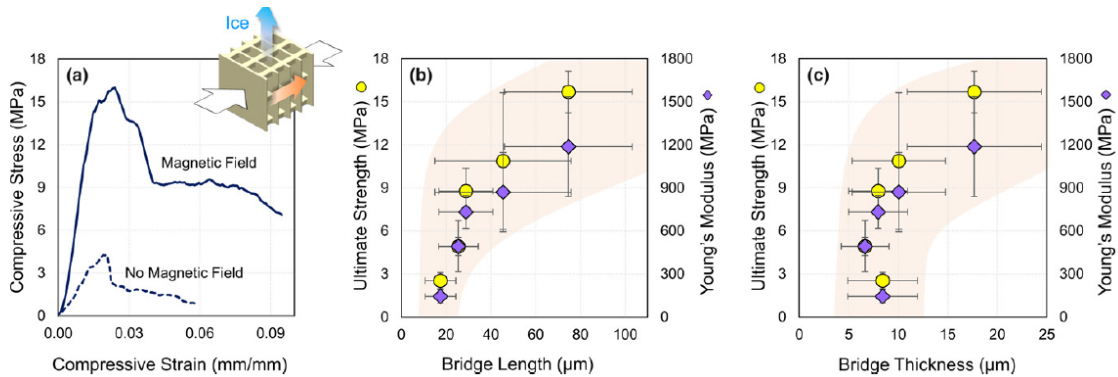 Ice
(a)
Compressive Stress (MPa)
18
15
12
9
6
3
0
Magnetic Field
No Magnetic Field
0.00 0.03 0.06 0.09
Compressive Strain (mm/mm)
(b)
Ultimate Strength (MPa)
18
15
12
9
6
3
0
1800
1500
1200
900
600
300
0
Young's Modulus (MPa)
0 20 40 60 80 100
Bridge Length (μm)
(c)
Ultimate Strength (MPa)
18
15
12
9
6
3
0
1800
1500
1200
900
600
300
0
Young's Modulus (MPa)
0 5 10 15 20 25
Bridge Thickness (μm)